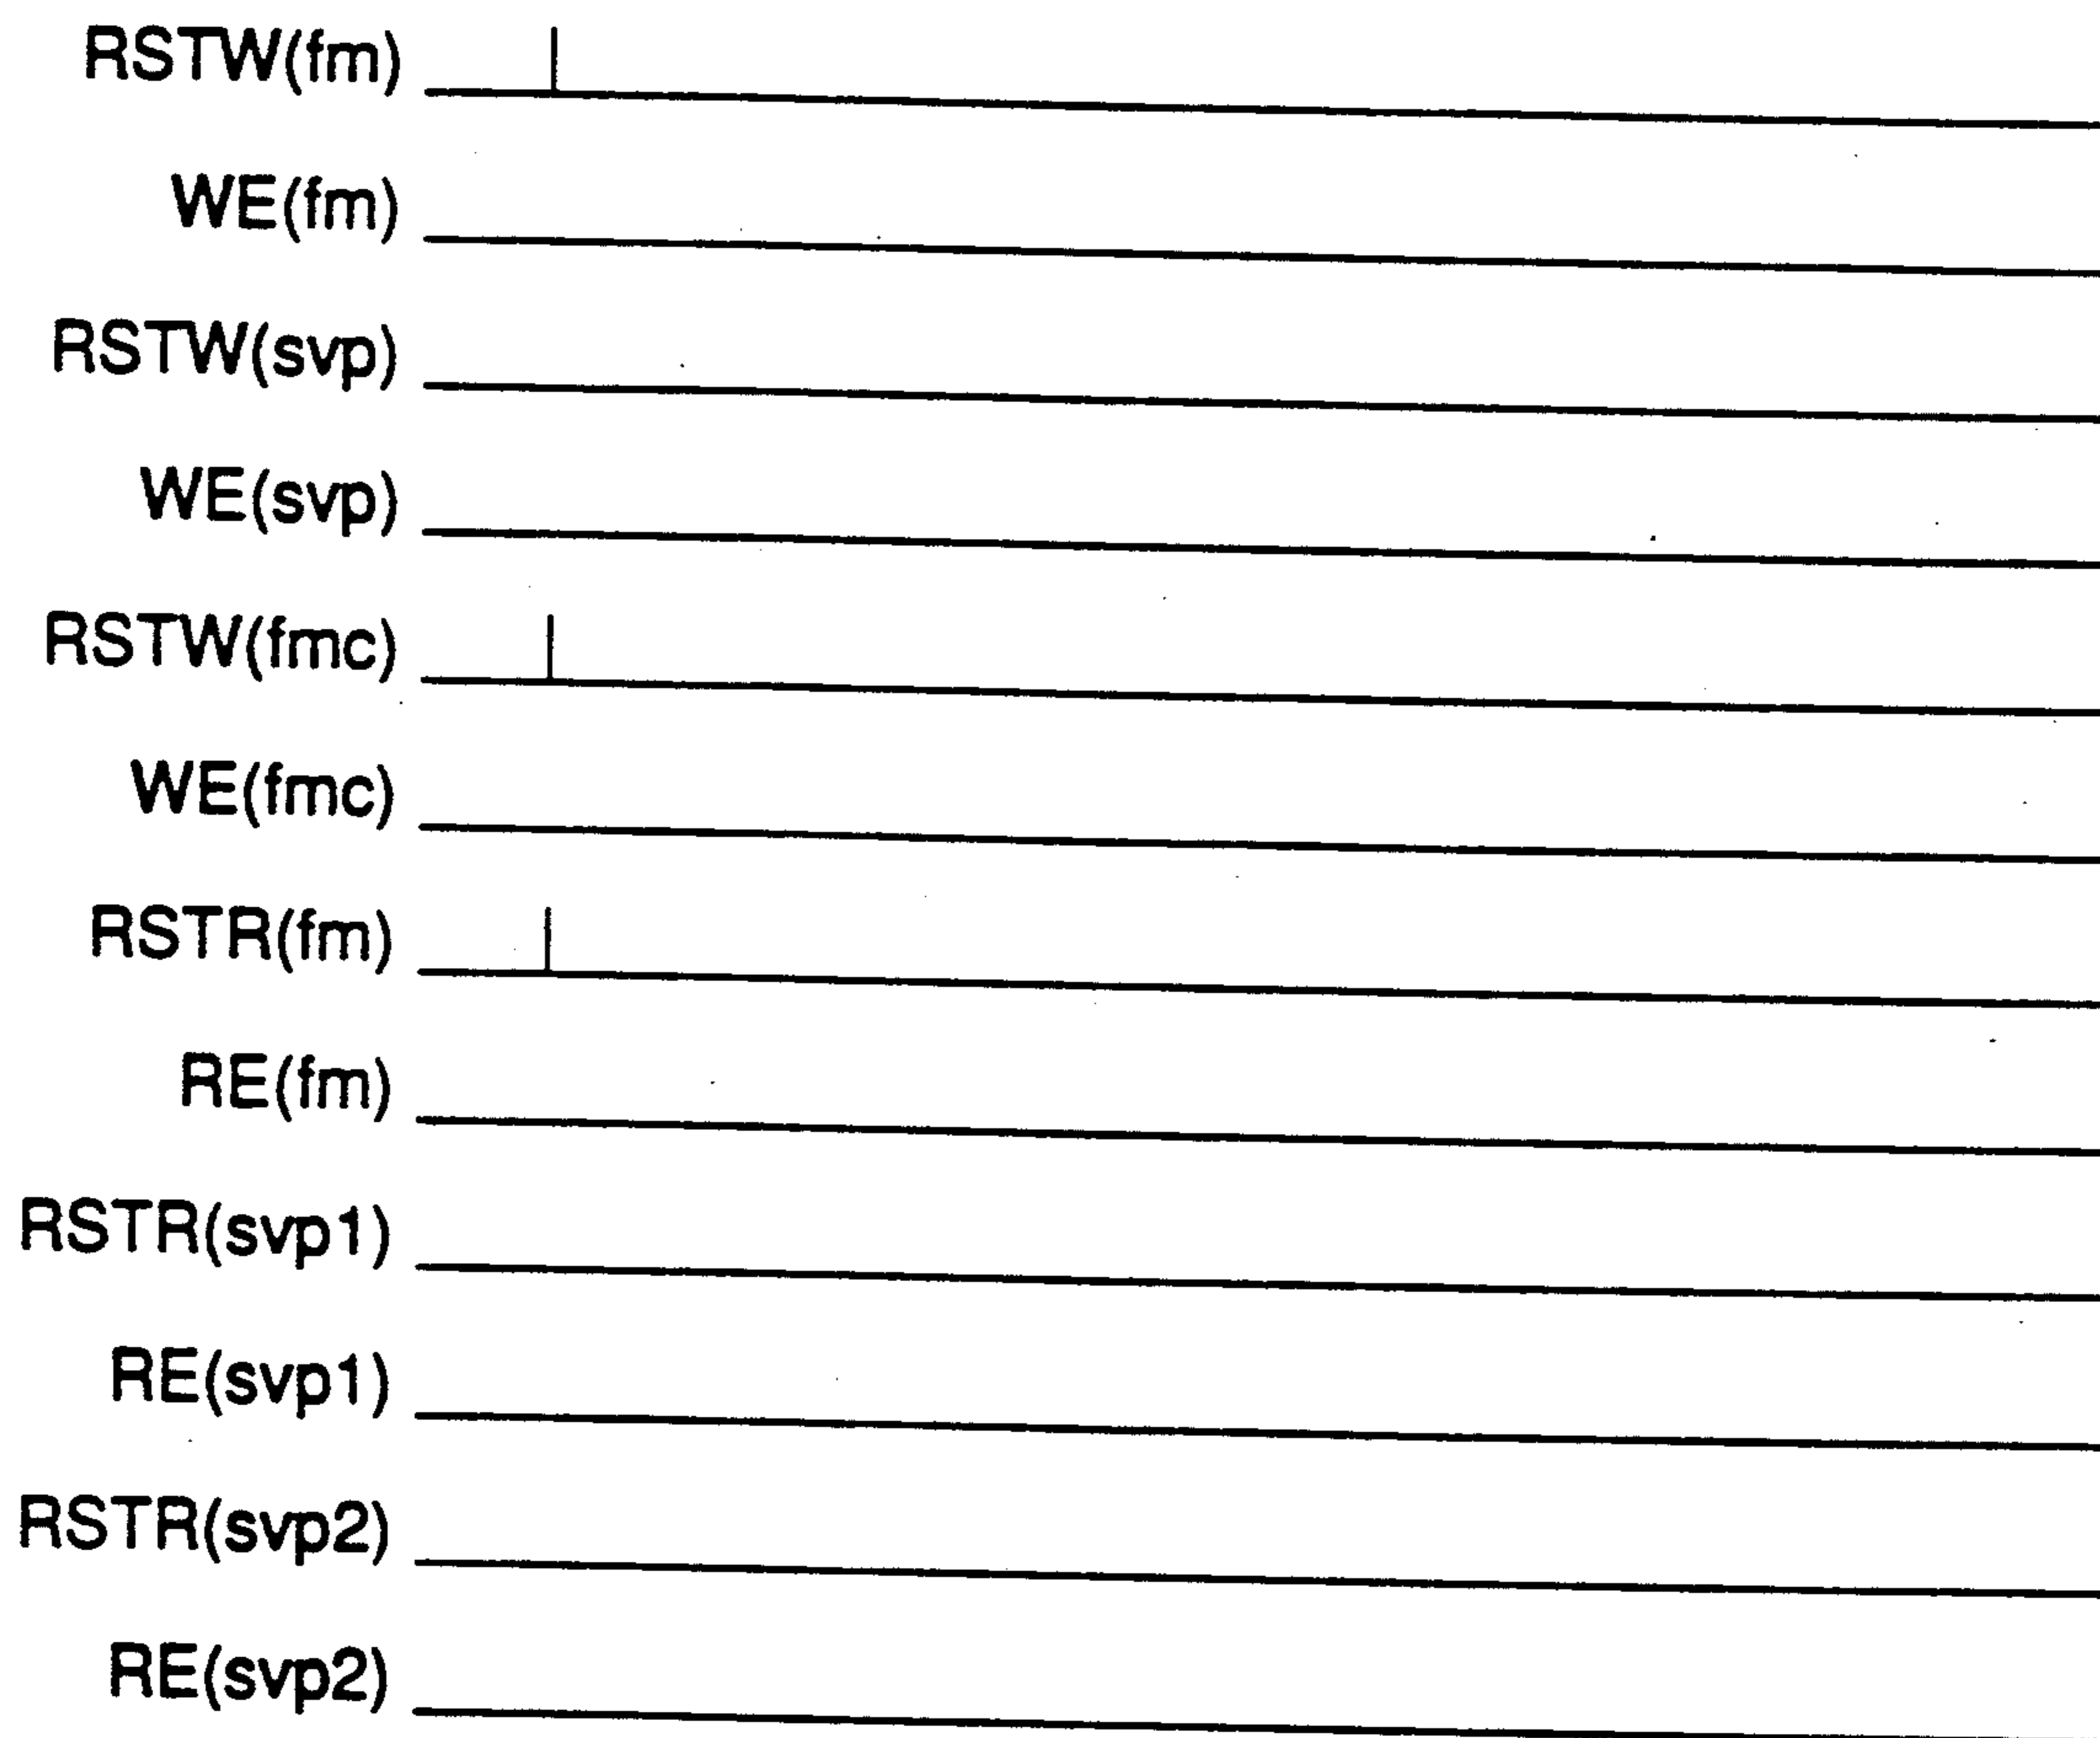 RSTW(fm)
WE(fm)
RSTW(svp)
WE(svp)
RSTW(fmc)
WE(fmc)
RSTR(fm)
RE(fm)
RSTR(svp1)
RE(svp1)
RSTR(svp2)
RE(svp2)